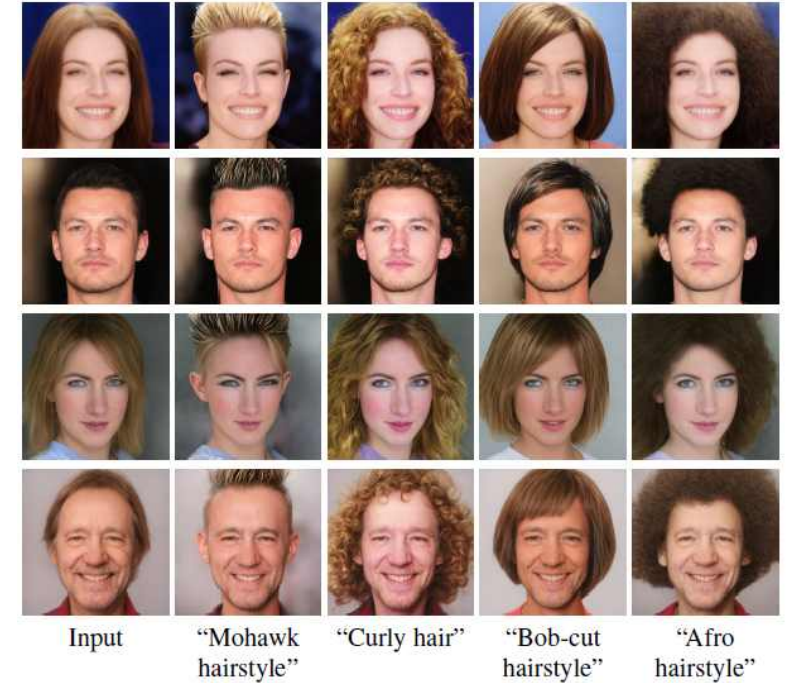 Input
“Mohawk
hairstyle”
“Curly hair”
“Bob-cut
hairstyle”
“Afro
hairstyle”